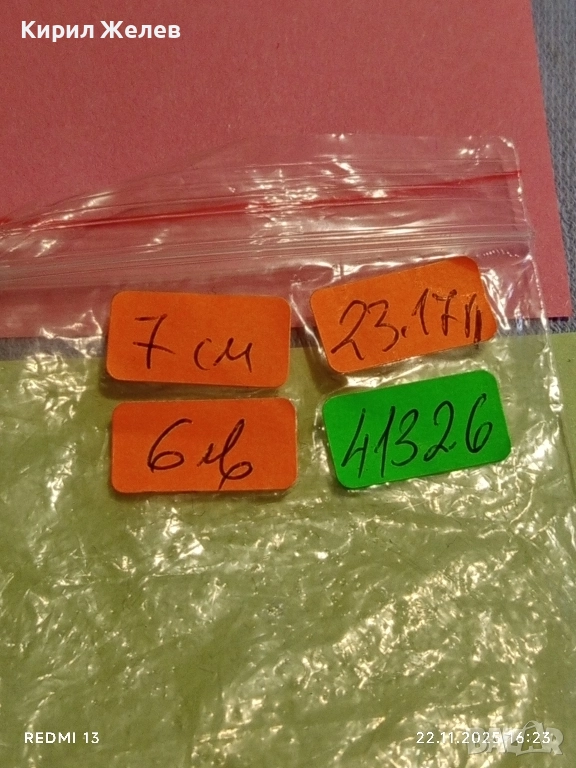 Кирил Желев
7 см
23.17г
6 лв
41326
REDMI 13
22.11.2025 16:23